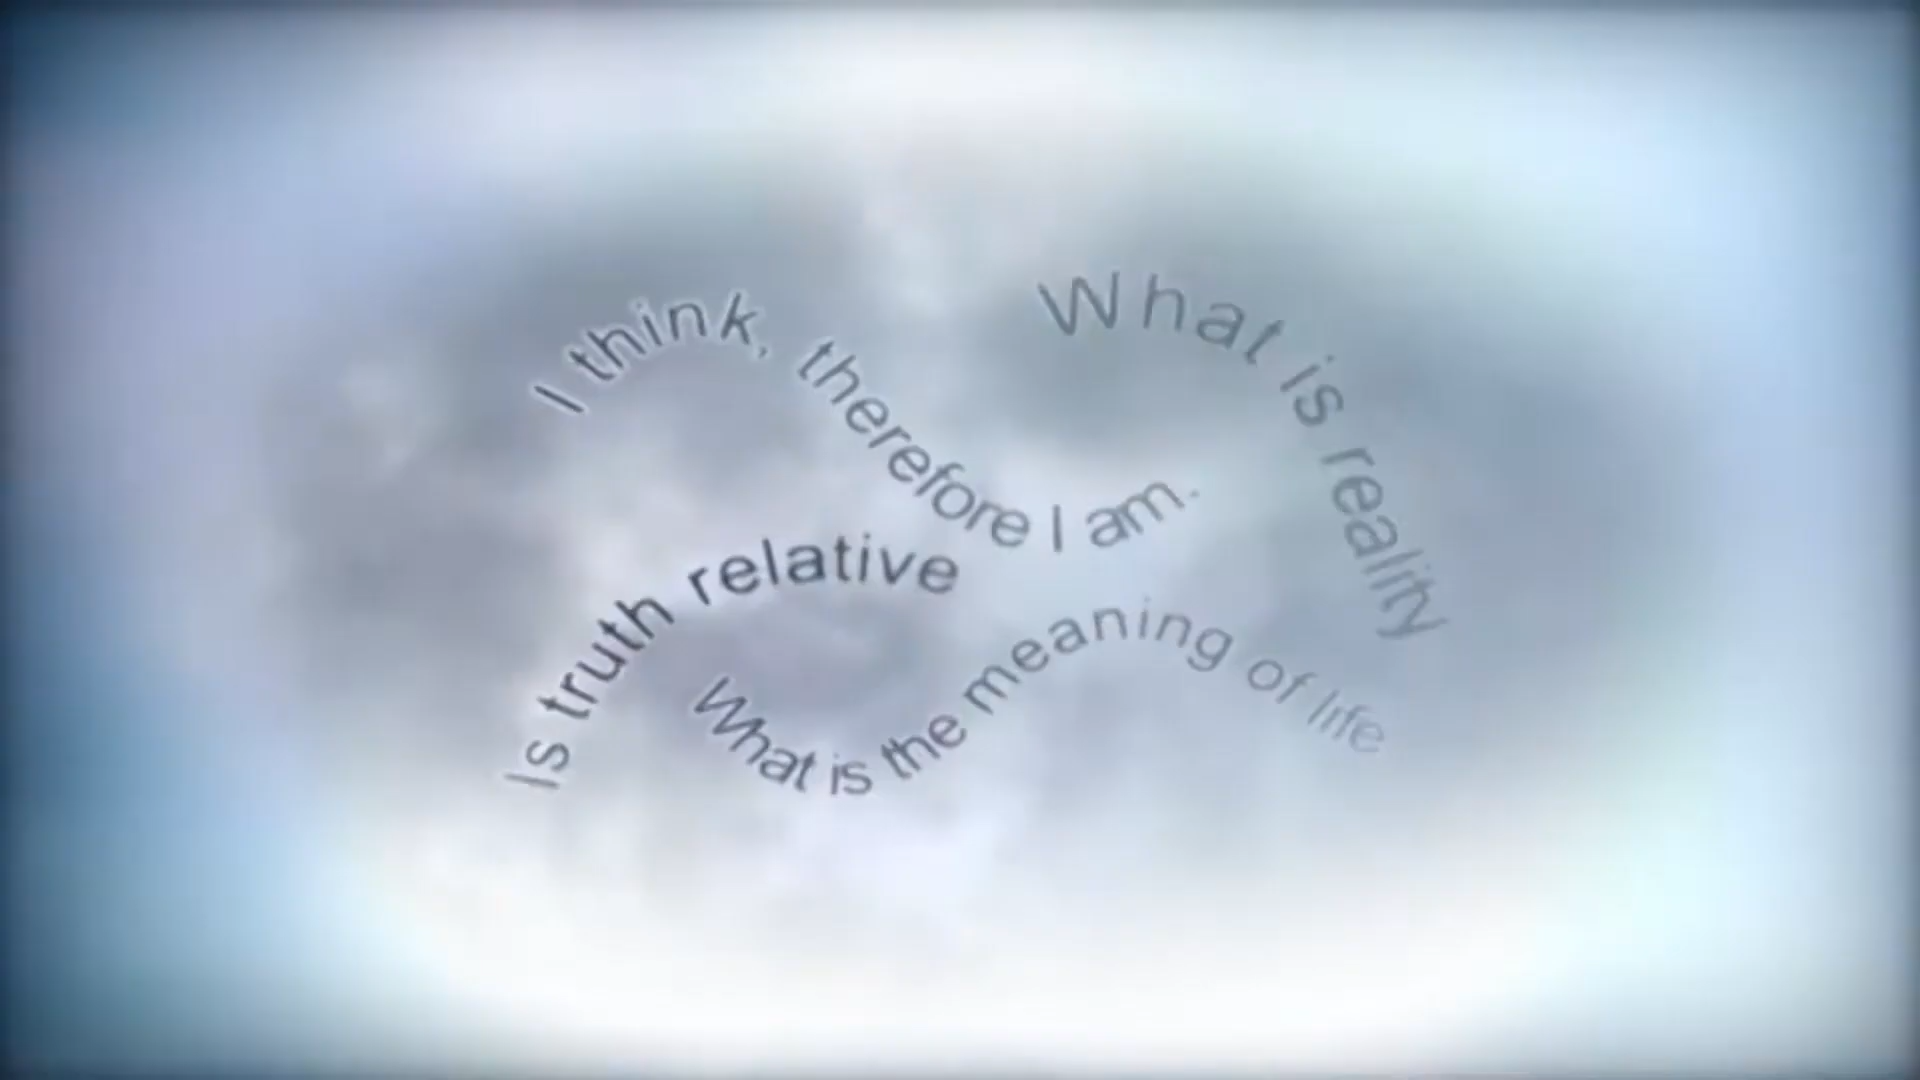 I think, therefore I am.
What is reality
Is truth relative
What is the meaning of life